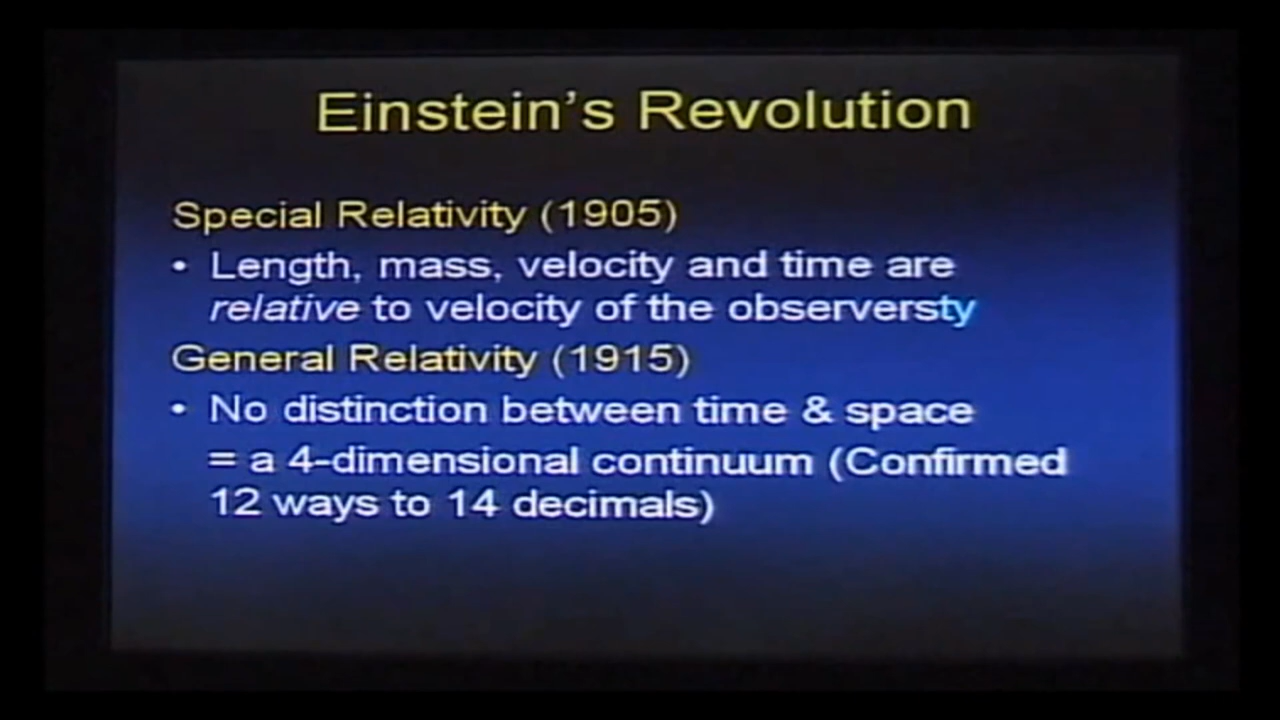 Einstein's Revolution
Special Relativity (1905)
• Length, mass, velocity and time are
relative to velocity of the observersty
General Relativity (1915)
• No distinction between time & space
= a 4-dimensional continuum (Confirmed
12 ways to 14 decimals)